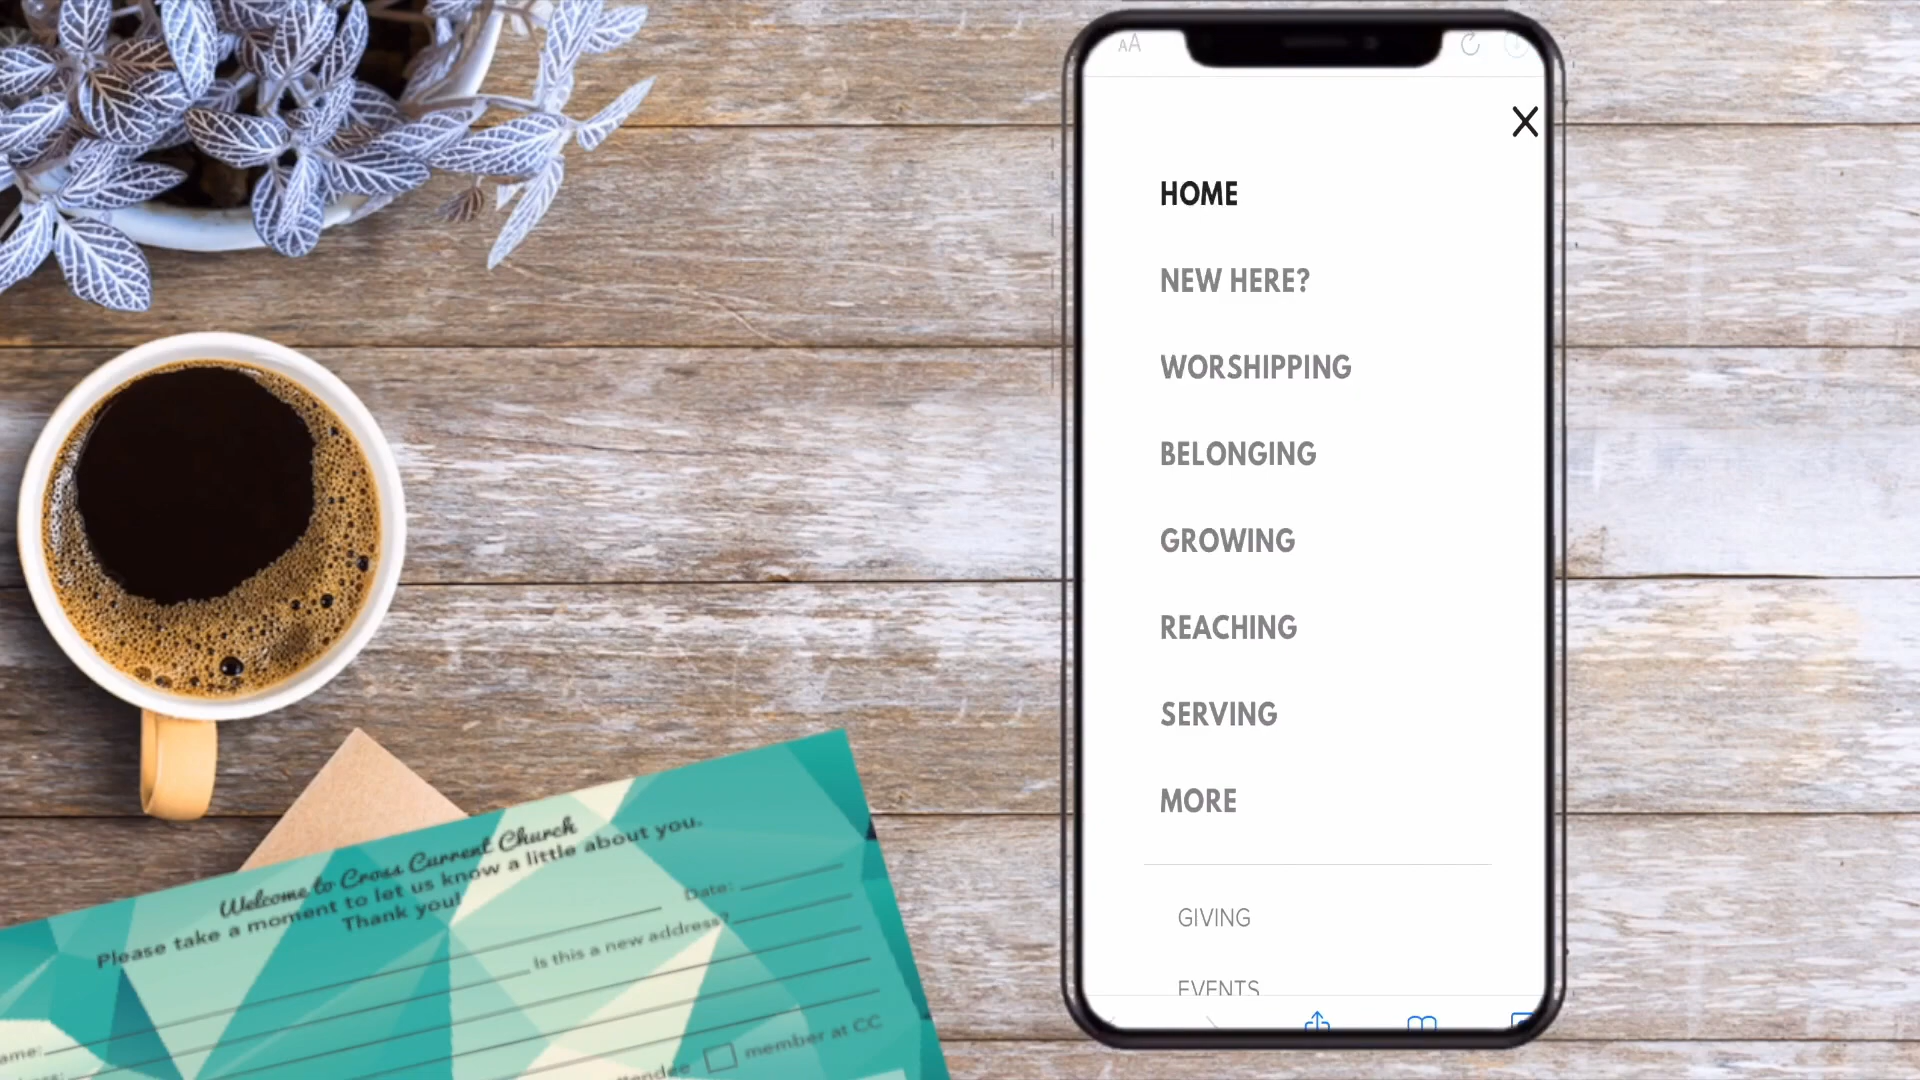 AA
HOME
NEW HERE?
WORSHIPPING
BELONGING
GROWING
REACHING
SERVING
MORE
GIVING
EVENTS
Welcome to Cross Current Church
Please take a moment to let us know a little about you.
Thank you!
Date:
Is this a new address?
member at CC